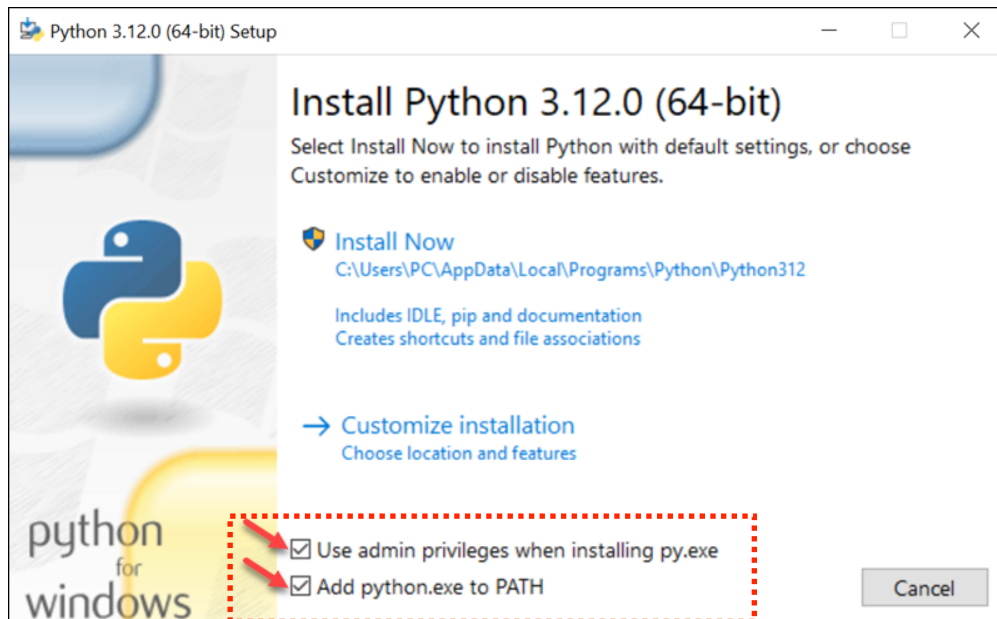 Python 3.12.0 (64-bit) Setup
Install Python 3.12.0 (64-bit)
Select Install Now to install Python with default settings, or choose
Customize to enable or disable features.
Install Now
C:\Users\PC\AppData\Local\Programs\Python\Python312
Includes IDLE, pip and documentation
Creates shortcuts and file associations
Customize installation
Choose location and features
python
for
windows
Use admin privileges when installing py.exe
Add python.exe to PATH
Cancel